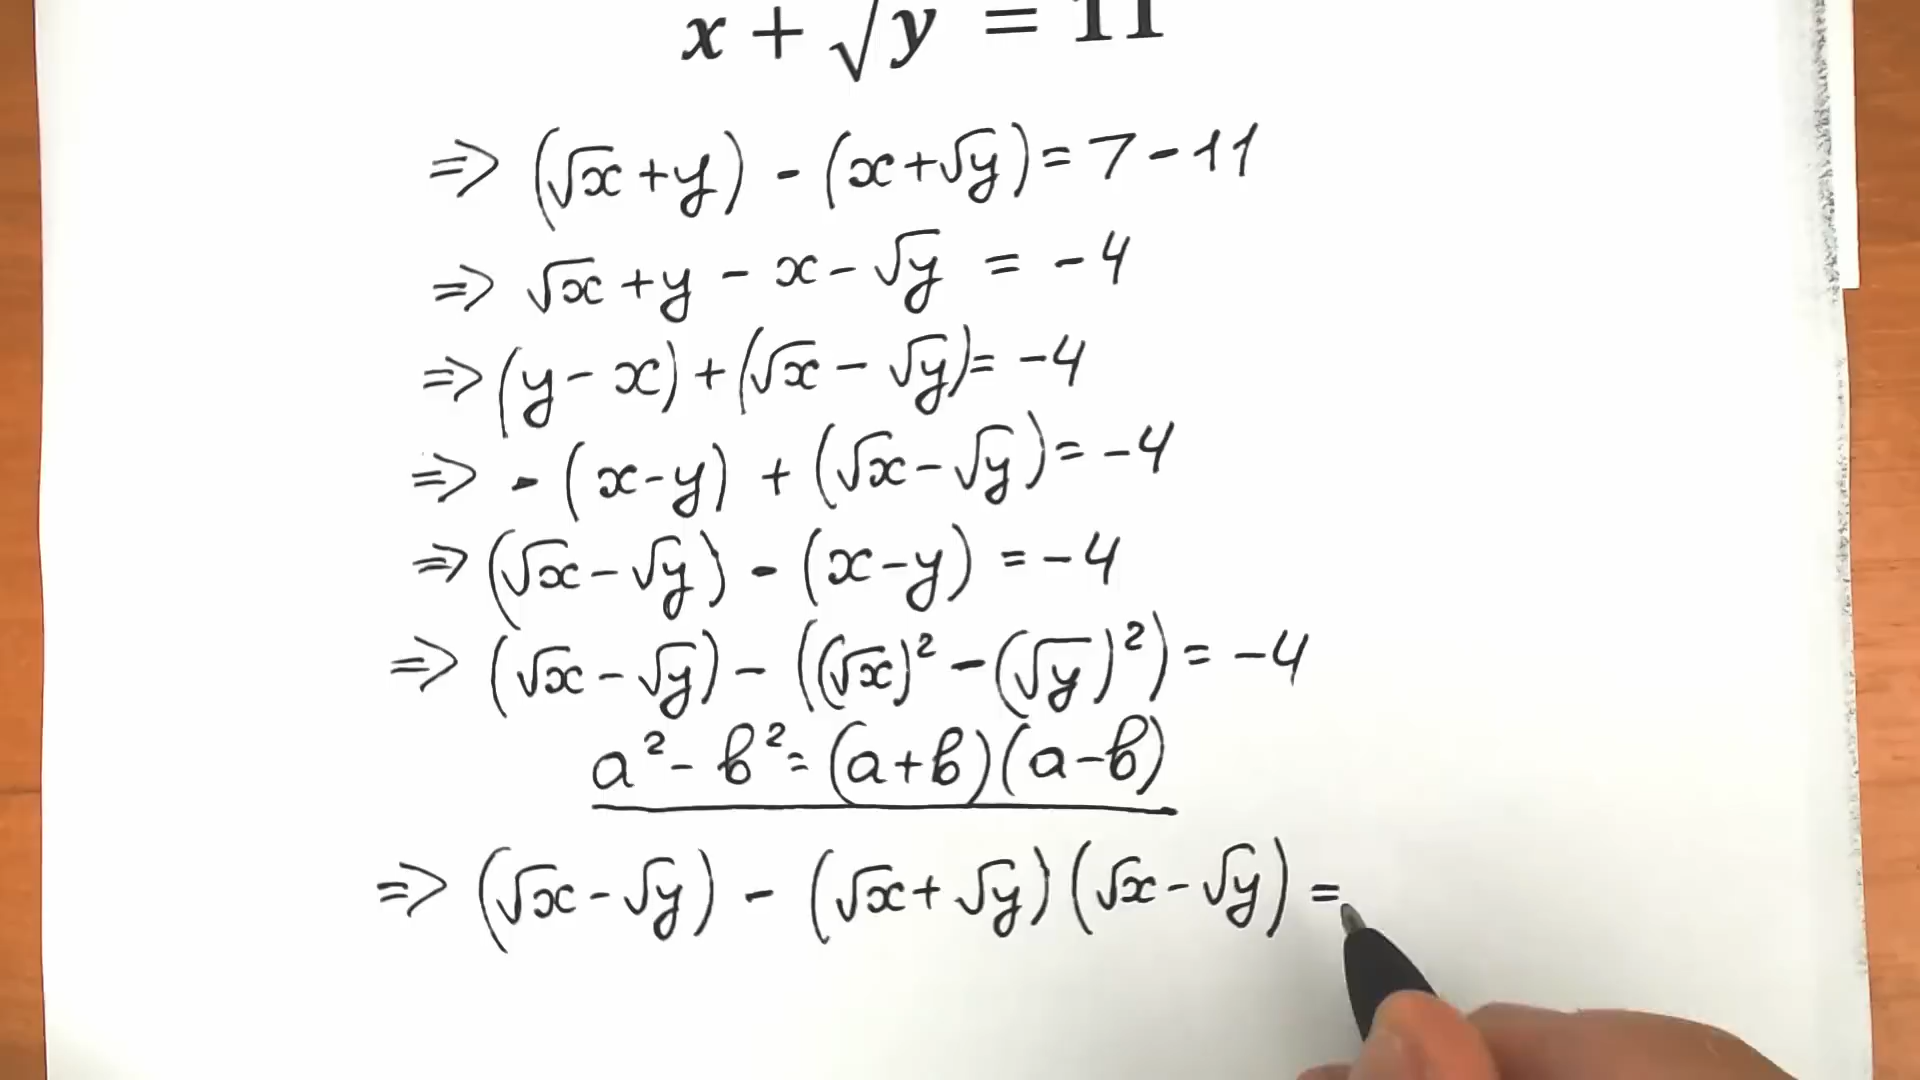 x + √y = 11
=> (√x + y) - (x + √y) = 7 - 11
=> √x + y - x - √y = -4
=> (y - x) + (√x - √y) = -4
=> - (x - y) + (√x - √y) = -4
=> (√x - √y) - (x - y) = -4
=> (√x - √y) - ((√x)² - (√y)²) = -4
a² - b² = (a + b)(a - b)
=> (√x - √y) - (√x + √y)(√x - √y) =